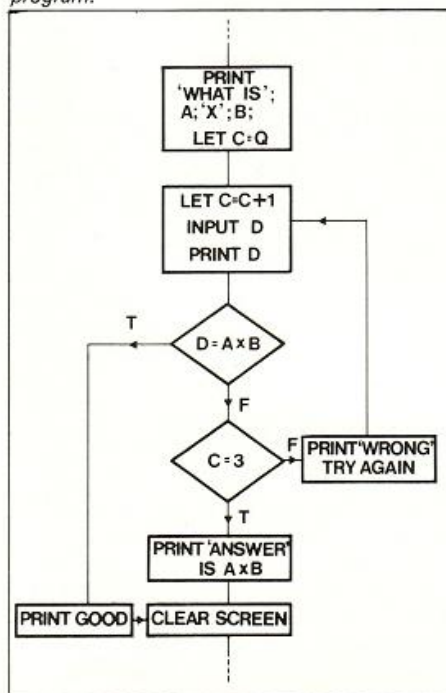 program.
PRINT
'WHAT IS';
A; 'X'; B;
LET C=Q
LET C=C+1
INPUT D
PRINT D
T
D=A×B
F
C=3
F
PRINT 'WRONG'
TRY AGAIN
T
PRINT 'ANSWER'
IS A×B
PRINT GOOD
CLEAR SCREEN